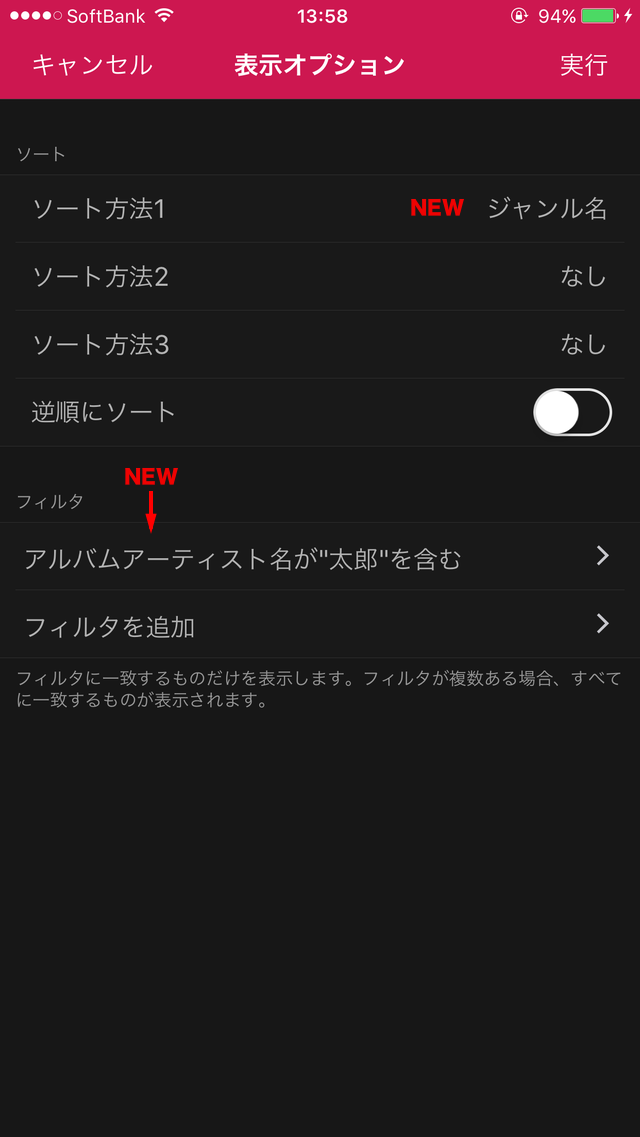 SoftBank 13:58 94%
キャンセル 表示オプション 実行
ソート
ソート方法1 NEW ジャンル名
ソート方法2 なし
ソート方法3 なし
逆順にソート
NEW
フィルタ
アルバムアーティスト名が"太郎"を含む
フィルタを追加
フィルタに一致するものだけを表示します。フィルタが複数ある場合、すべて
に一致するものが表示されます。